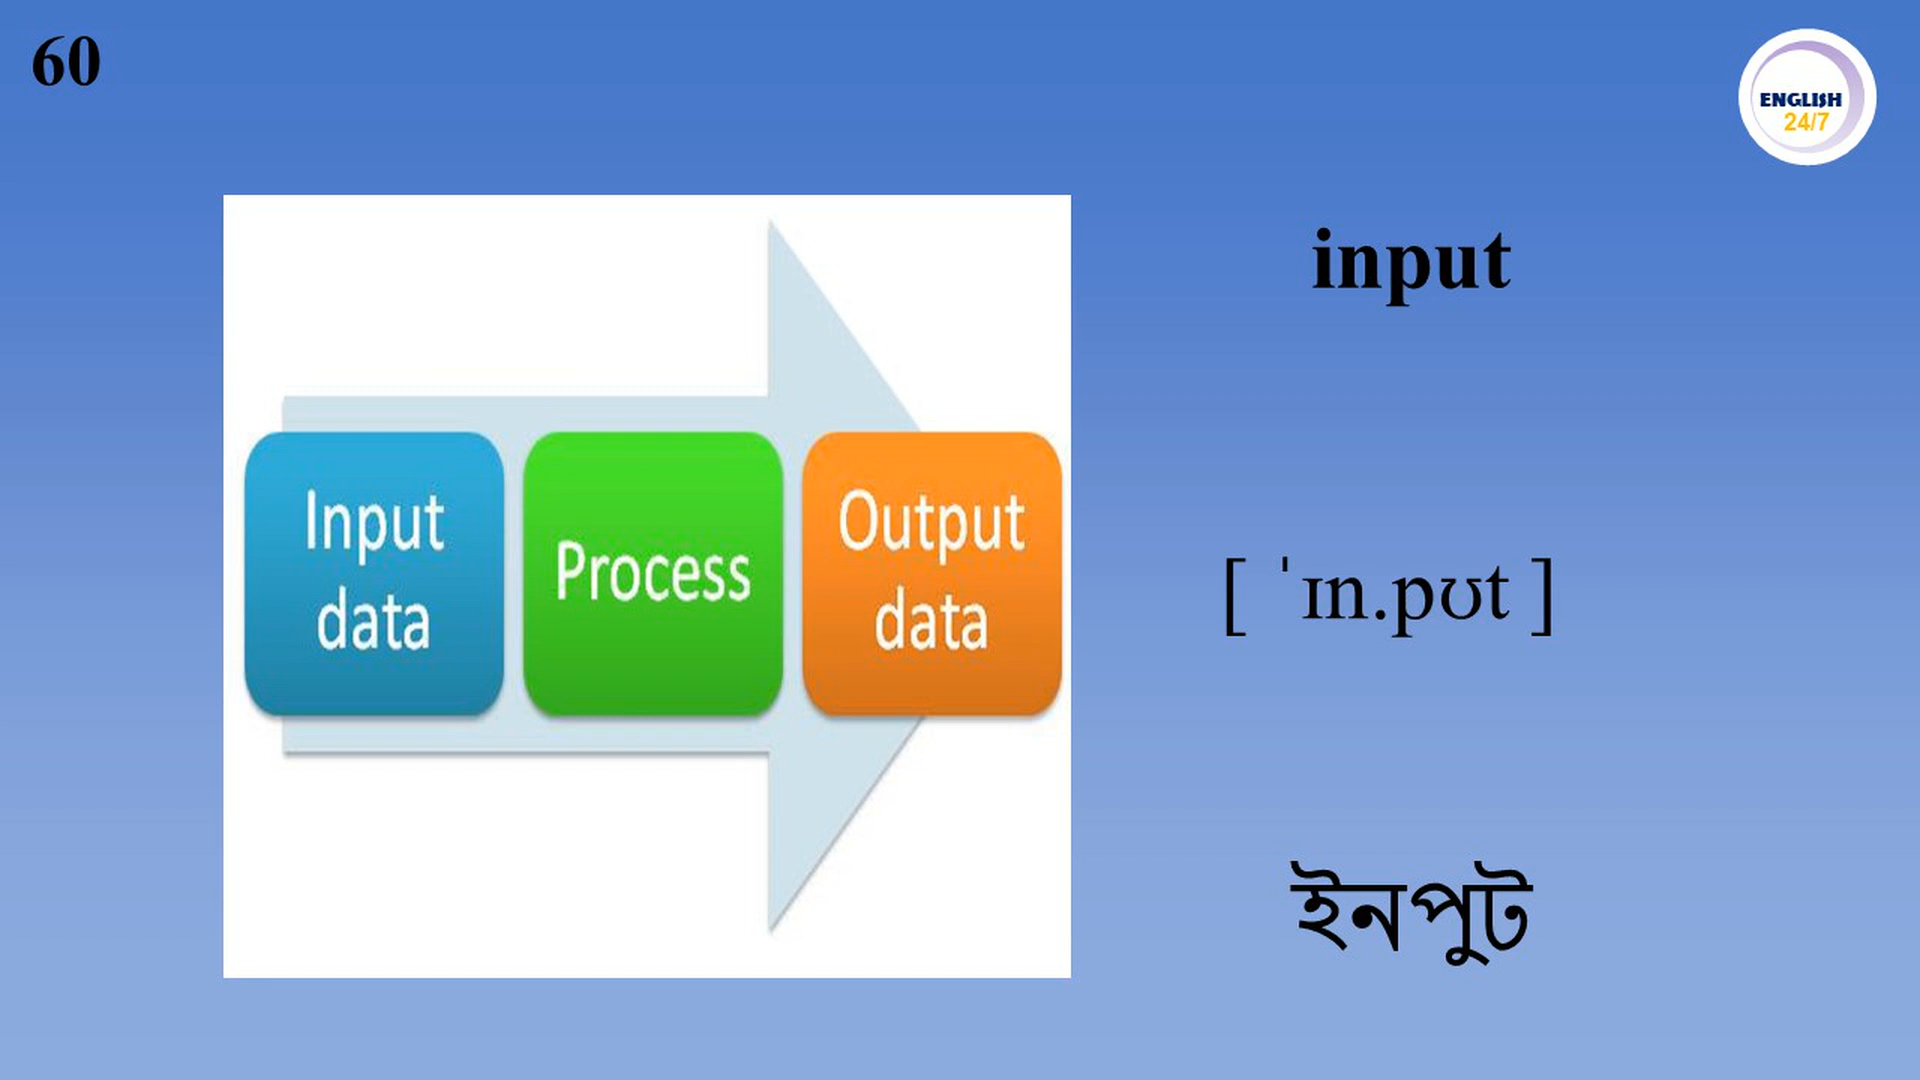 60
ENGLISH
24/7
input
Input
data
Process
Output
data
[ ˈɪn.pʊt ]
ইনপুট